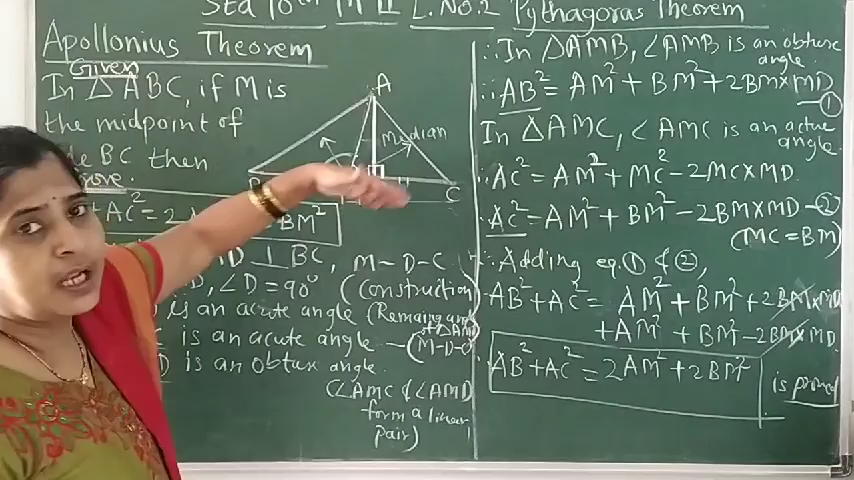 Std 10th M II L.No.2 Pythagoras Theorem
Apollonius Theorem
Given
In △ABC, if M is
the midpoint of
BC then
+AC²=2
BM²
⊥ BC, M-D-C
D, ∠D=90° (construction)
is an acute angle (Remaing
is an acute angle - (M-D-C)
is an obtuse angle.
(∠AMC & ∠AMD
form a linear
pair)
A
Median
C
∴In △AMB, ∠AMB is an obtuse
angle.
∴AB²=AM²+BM²+2BM×MD
①
In △AMC, ∠AMC is an acute
angle.
∴AC²=AM²+MC²-2MC×MD.
∴AC²=AM²+BM²-2BM×MD-②
(MC=BM)
∴Adding eq.① & ②,
AB²+AC²= AM²+BM²+2BM×MD
+AM²+BM²-2BM×MD.
∴AB²+AC²=2AM²+2BM²
is proved